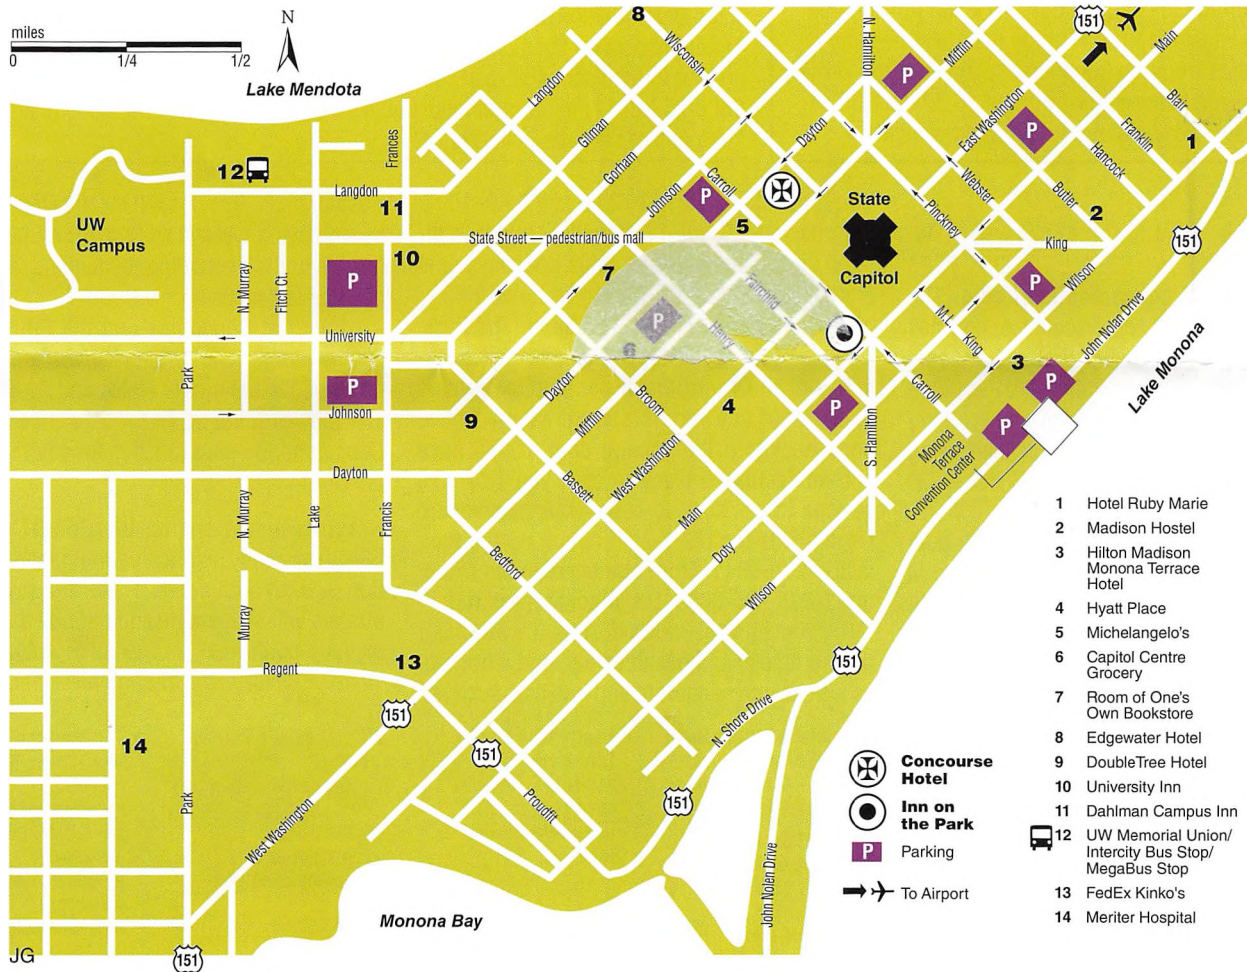 miles
0
1/4
1/2
N
Lake Mendota
8
Wisconsin
Langdon
Gilman
Gorham
Johnson
Carroll
Dayton
N. Hamilton
Mifflin
P
151
Main
Blair
East Washington
P
Franklin
Hancock
1
Webster
Butler
2
Pinckney
King
Wilson
151
John Nolan Drive
State
Capitol
P
5
P
Frances
12
Langdon
11
UW
Campus
State Street — pedestrian/bus mall
10
7
N. Murray
Fitch Ct.
P
University
P
Johnson
Park
9
6
P
Fairchild
Henry
Dayton
Mifflin
Broom
4
P
M.L.
King
3
P
P
Lake Monona
Carroll
S. Hamilton
Monona
Terrace
Convention Center
Dayton
N. Murray
Lake
Francis
Bassett
West Washington
Main
Doty
Bedford
Wilson
Murray
Regent
13
151
151
151
N. Shore Drive
14
Park
West Washington
Proudfit
151
Monona Bay
John Nolen Drive
151
JG
1 Hotel Ruby Marie
2 Madison Hostel
3 Hilton Madison
Monona Terrace
Hotel
4 Hyatt Place
5 Michelangelo's
6 Capitol Centre
Grocery
7 Room of One's
Own Bookstore
8 Edgewater Hotel
9 DoubleTree Hotel
10 University Inn
11 Dahlman Campus Inn
12 UW Memorial Union/
Intercity Bus Stop/
MegaBus Stop
13 FedEx Kinko's
14 Meriter Hospital
Concourse
Hotel
Inn on
the Park
P Parking
To Airport